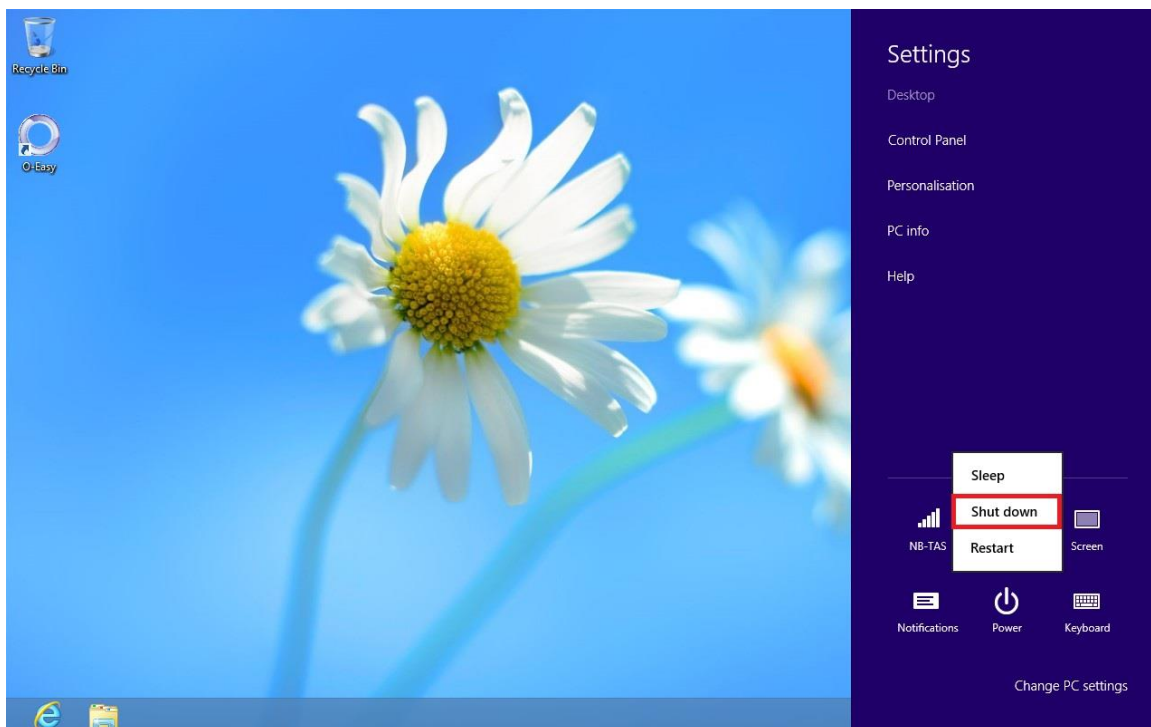 Recycle Bin
O-Easy
Settings
Desktop
Control Panel
Personalisation
PC info
Help
Sleep
Shut down
Restart
NB-TAS
Screen
Notifications
Power
Keyboard
Change PC settings